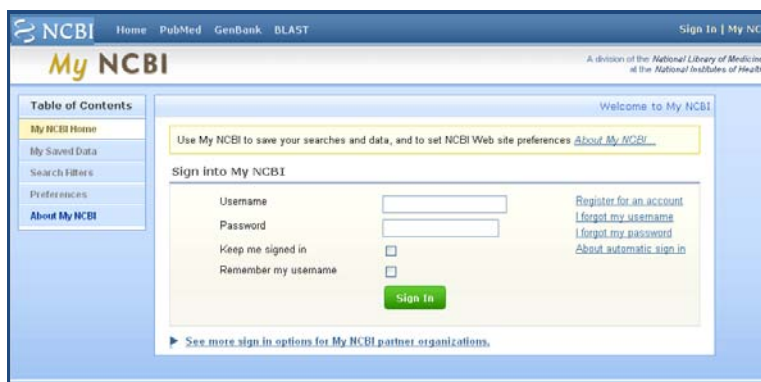 NCBI Home PubMed GenBank BLAST Sign In | My NC
My NCBI
A division of the National Library of Medicine
at the National Institutes of Healt
Table of Contents
My NCBI Home
My Saved Data
Search Filters
Preferences
About My NCBI
Welcome to My NCBI
Use My NCBI to save your searches and data, and to set NCBI Web site preferences About My NCBI...
Sign into My NCBI
Username
Password
Keep me signed in
Remember my username
Sign In
Register for an account
I forgot my username
I forgot my password
About automatic sign in
See more sign in options for My NCBI partner organizations.